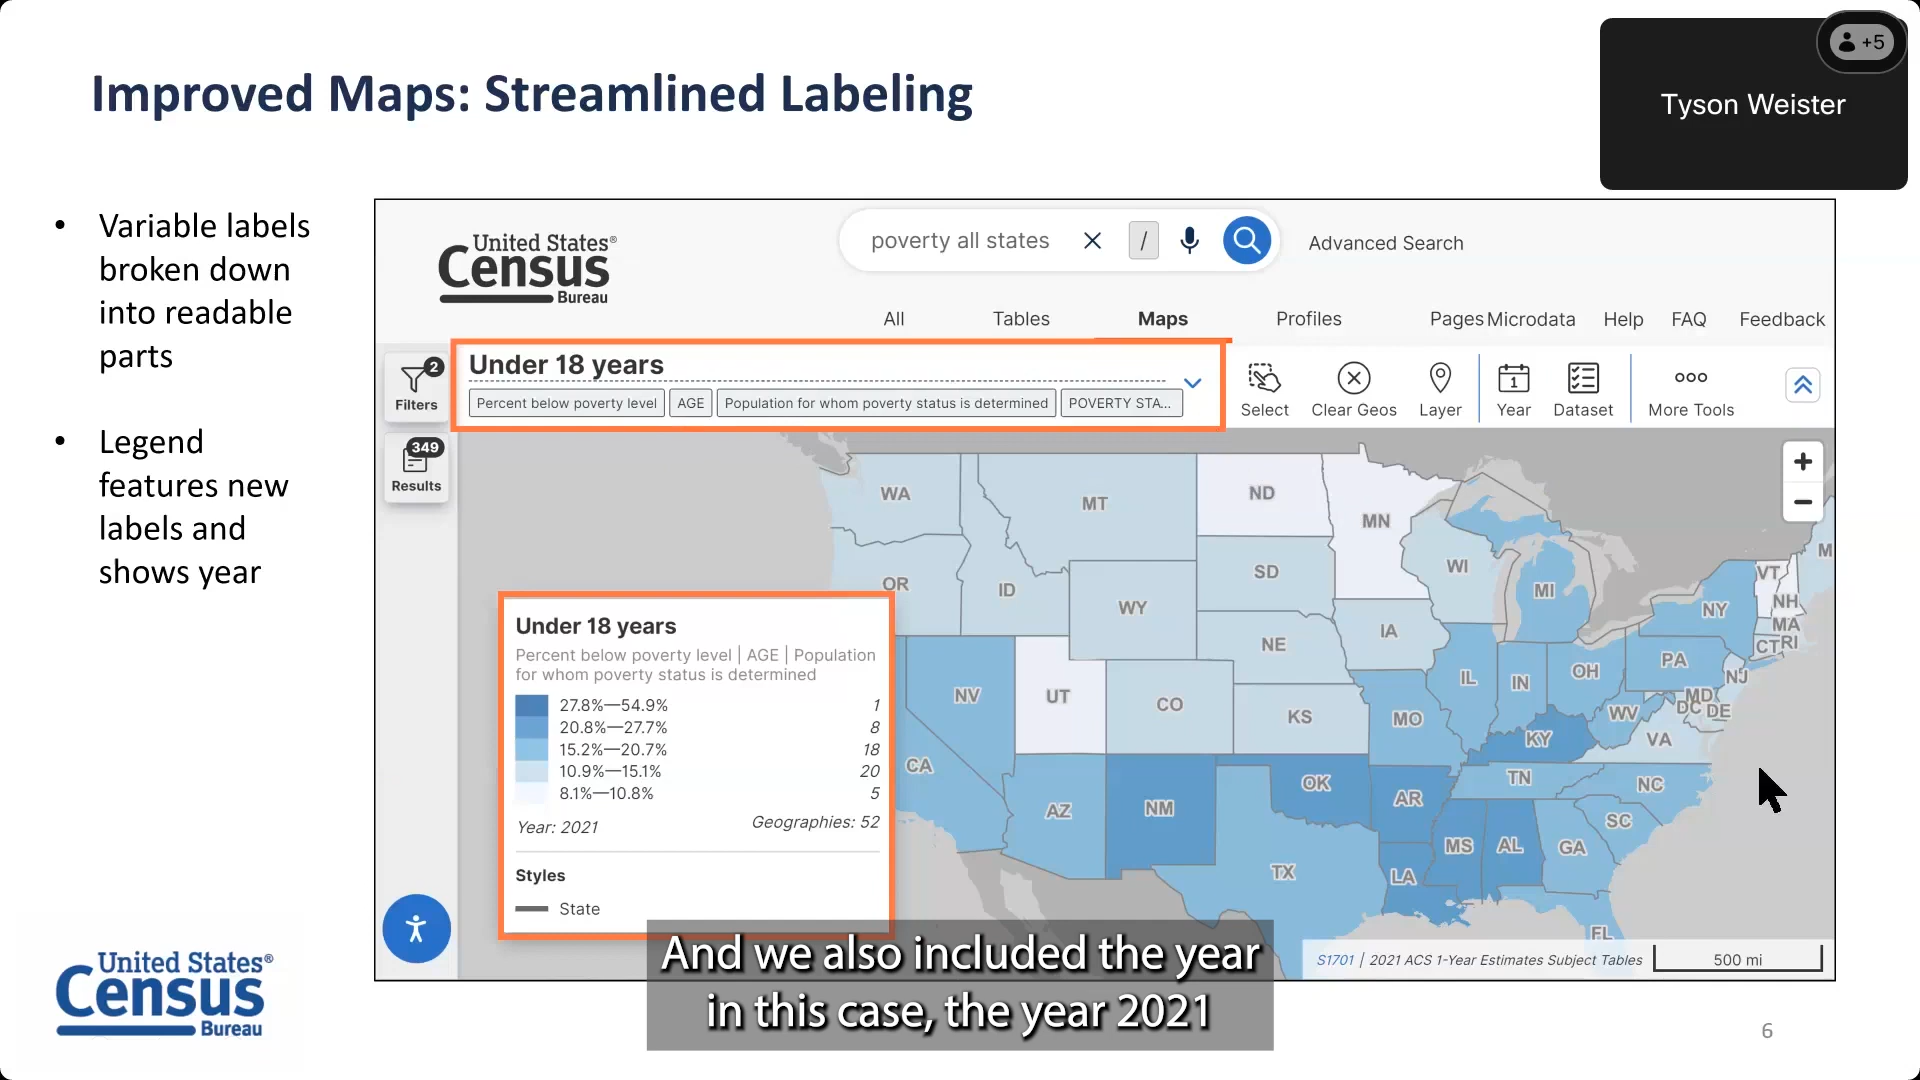 Improved Maps: Streamlined Labeling
+5
Tyson Weister
• Variable labels
broken down
into readable
parts
• Legend
features new
labels and
shows year
United States®
Census
Bureau
poverty all states
/
Advanced Search
All Tables Maps Profiles Pages Microdata Help FAQ Feedback
2
Filters
349
Results
Under 18 years
Percent below poverty level AGE Population for whom poverty status is determined POVERTY STA...
Select Clear Geos Layer 1 Year Dataset More Tools
+
−
WA
MT
ND
MN
OR
ID
WY
SD
WI
MI
NE
IA
NV
UT
CO
KS
MO
IL
IN
OH
PA
NY
VT
NH
MA
CT
RI
NJ
MD
DC
DE
M
WV
VA
KY
CA
AZ
NM
OK
AR
TN
NC
SC
TX
LA
MS
AL
GA
FL
Under 18 years
Percent below poverty level | AGE | Population
for whom poverty status is determined
27.8%—54.9% 1
20.8%—27.7% 8
15.2%—20.7% 18
10.9%—15.1% 20
8.1%—10.8% 5
Year: 2021 Geographies: 52
Styles
State
S1701 | 2021 ACS 1-Year Estimates Subject Tables
500 mi
And we also included the year
in this case, the year 2021
United States®
Census
Bureau
6